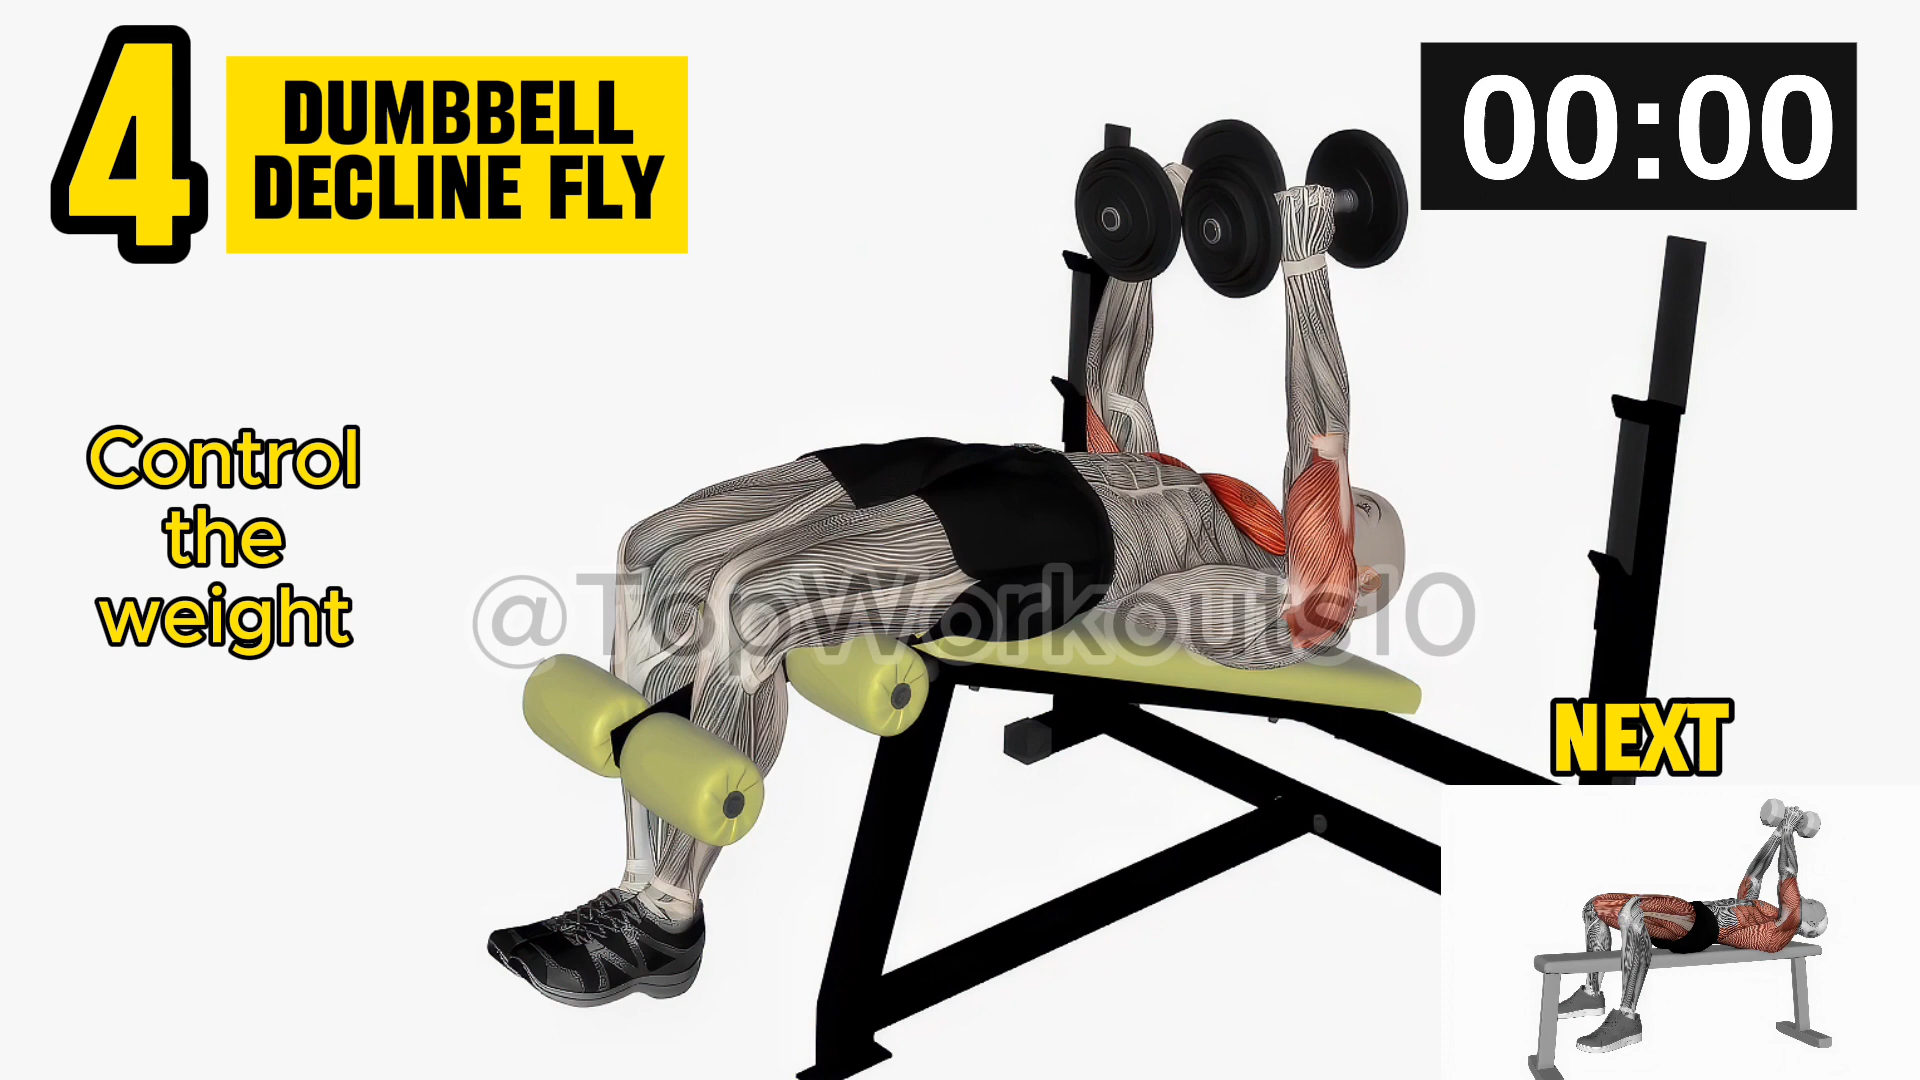 4
DUMBBELL
DECLINE FLY
00:00
Control
the
weight
@TopWorkouts10
NEXT